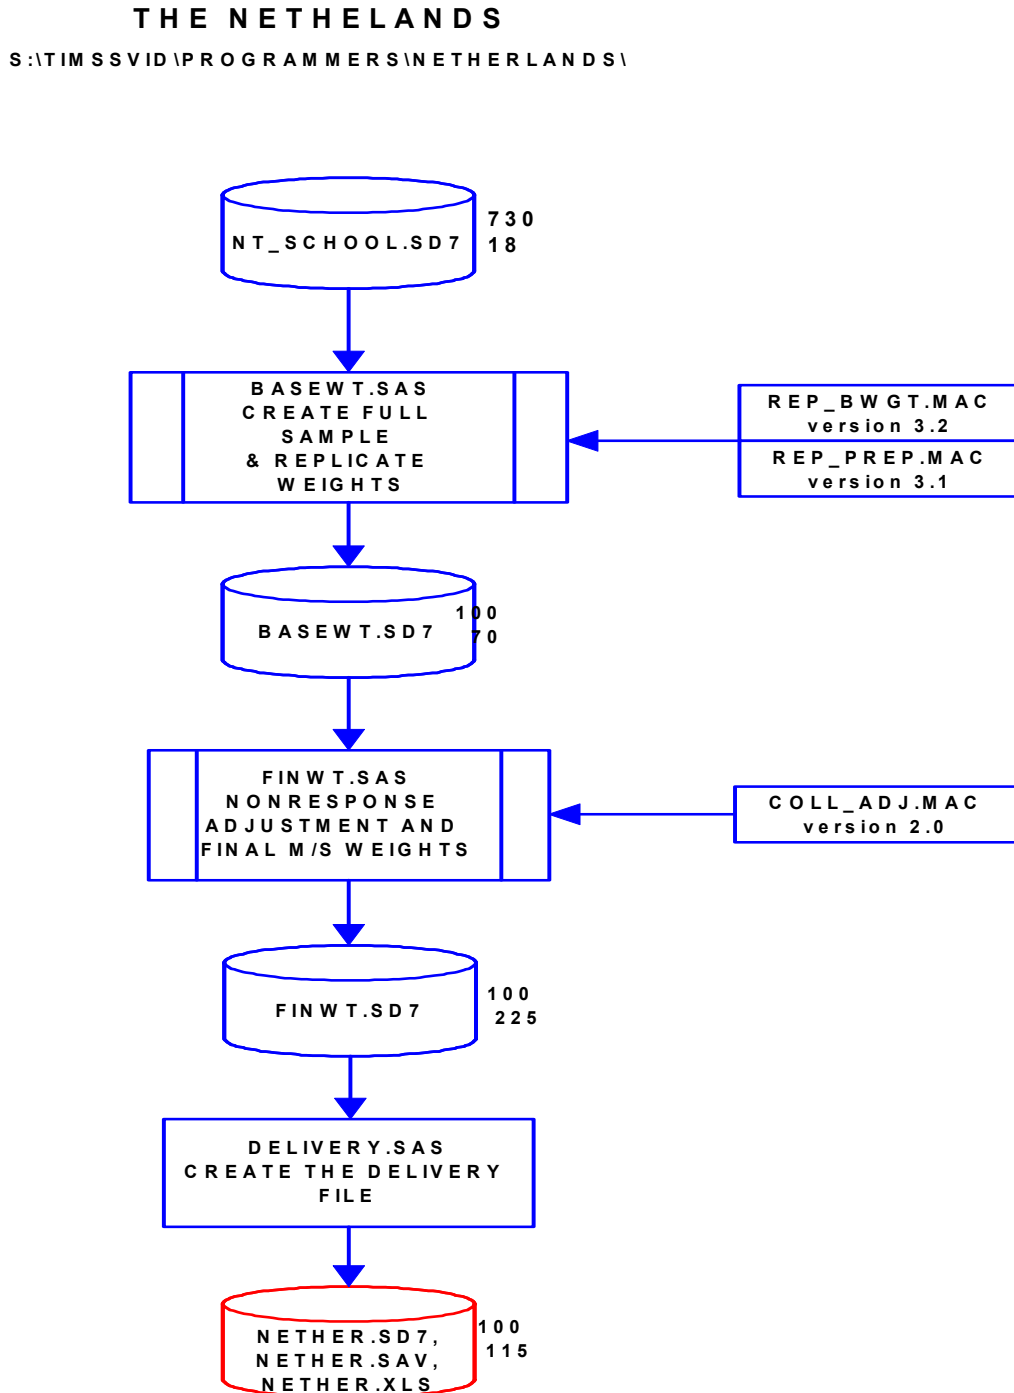 THE NETHELANDS
S:\TIMSSVID\PROGRAMMERS\NETHERLANDS\
NT_SCHOOL.SD7
730
18
BASEWT.SAS
CREATE FULL
SAMPLE
& REPLICATE
WEIGHTS
REP_BWGT.MAC
version 3.2
REP_PREP.MAC
version 3.1
BASEWT.SD7
100
70
FINWT.SAS
NONRESPONSE
ADJUSTMENT AND
FINAL M/S WEIGHTS
COLL_ADJ.MAC
version 2.0
FINWT.SD7
100
225
DELIVERY.SAS
CREATE THE DELIVERY
FILE
NETHER.SD7,
NETHER.SAV,
NETHER.XLS
100
115